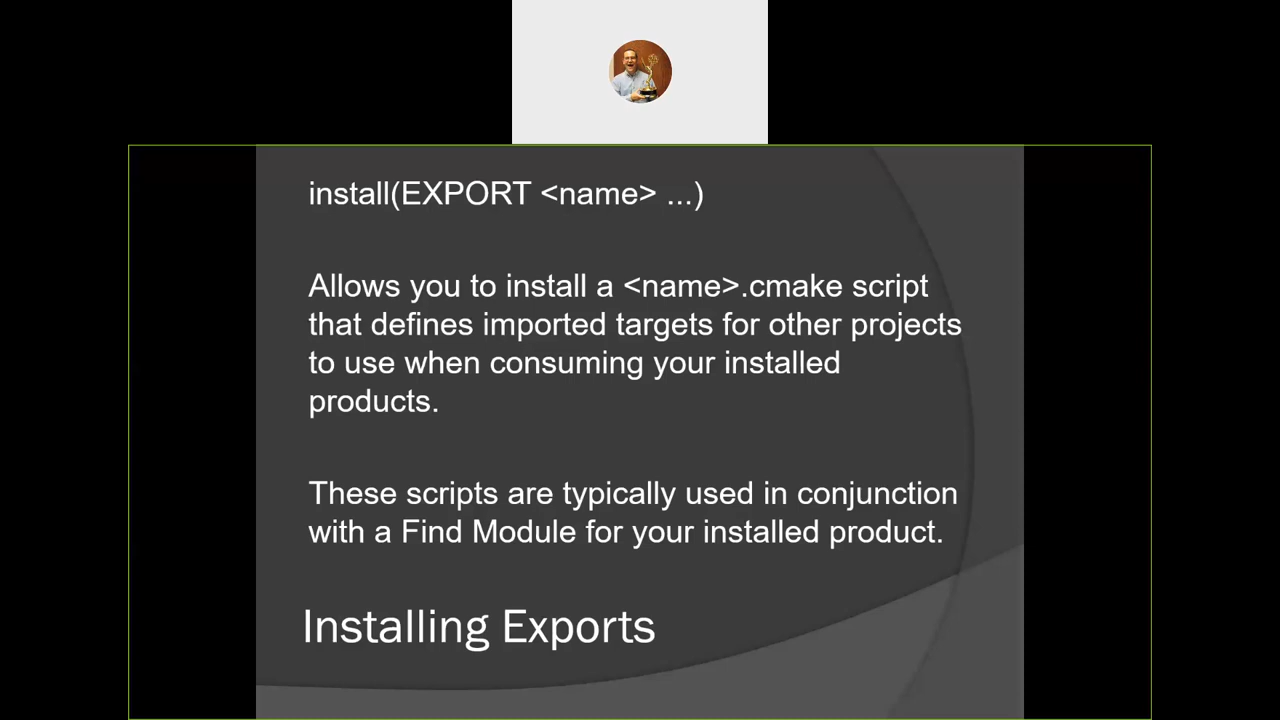 install(EXPORT <name> ...)
Allows you to install a <name>.cmake script
that defines imported targets for other projects
to use when consuming your installed
products.
These scripts are typically used in conjunction
with a Find Module for your installed product.
Installing Exports